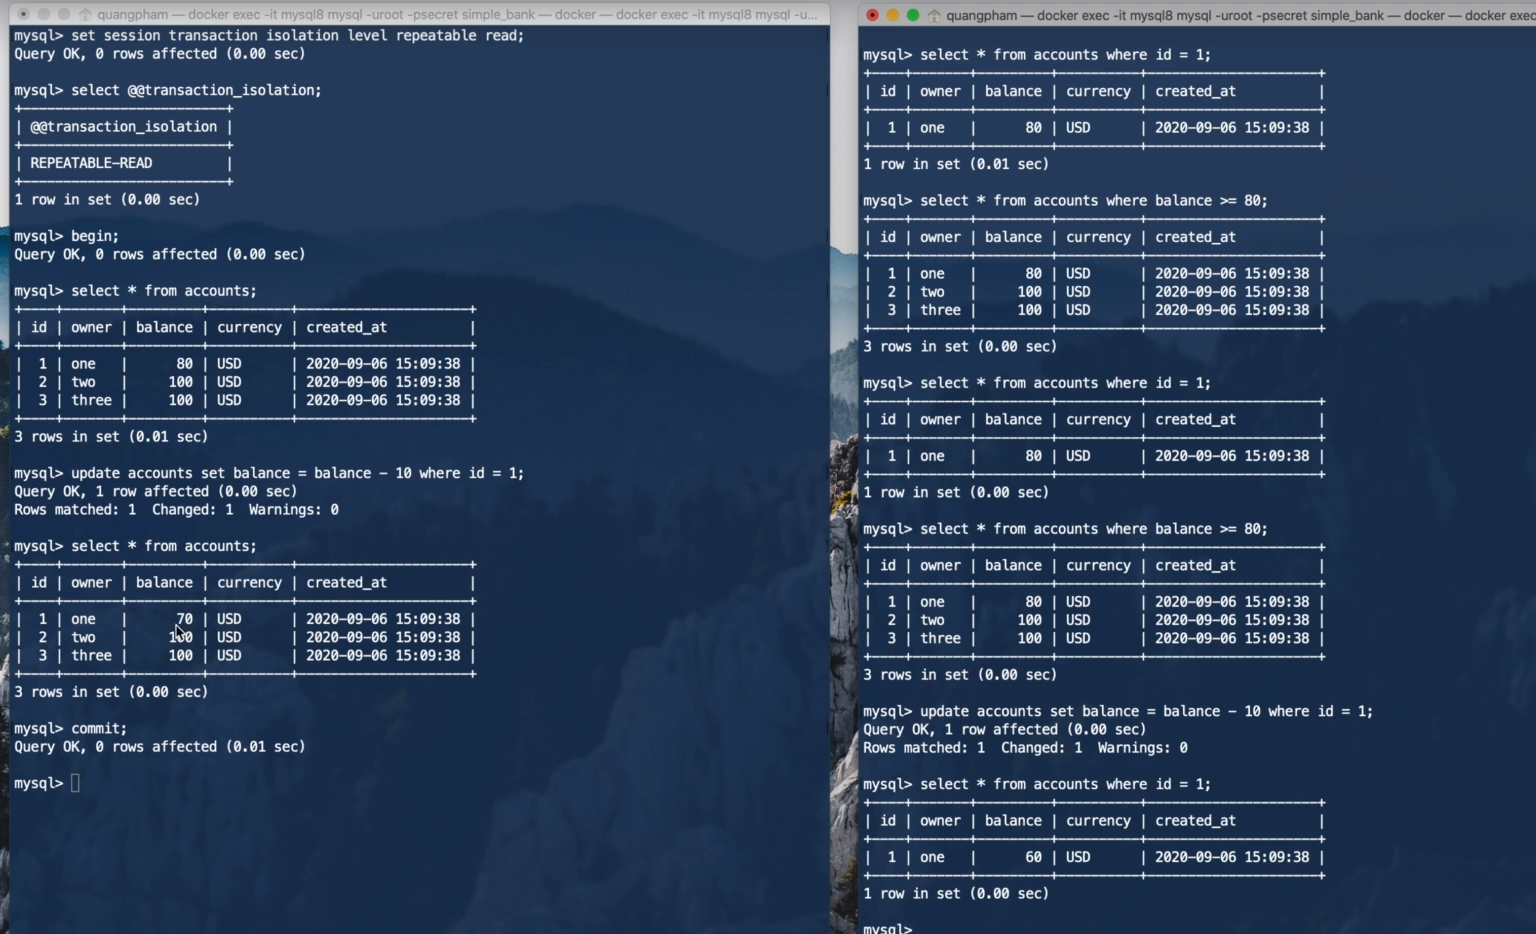 quangpham — docker exec -it mysql8 mysql -uroot -psecret simple_bank — docker — docker exec -it mysql8 mysql -u...
mysql> set session transaction isolation level repeatable read;
Query OK, 0 rows affected (0.00 sec)
mysql> select @@transaction_isolation;
| @@transaction_isolation |
| REPEATABLE-READ |
1 row in set (0.00 sec)
mysql> begin;
Query OK, 0 rows affected (0.00 sec)
mysql> select * from accounts;
| id | owner | balance | currency | created_at |
| 1 | one | 80 | USD | 2020-09-06 15:09:38 |
| 2 | two | 100 | USD | 2020-09-06 15:09:38 |
| 3 | three | 100 | USD | 2020-09-06 15:09:38 |
3 rows in set (0.01 sec)
mysql> update accounts set balance = balance - 10 where id = 1;
Query OK, 1 row affected (0.00 sec)
Rows matched: 1 Changed: 1 Warnings: 0
mysql> select * from accounts;
| id | owner | balance | currency | created_at |
| 1 | one | 70 | USD | 2020-09-06 15:09:38 |
| 2 | two | 100 | USD | 2020-09-06 15:09:38 |
| 3 | three | 100 | USD | 2020-09-06 15:09:38 |
3 rows in set (0.00 sec)
mysql> commit;
Query OK, 0 rows affected (0.01 sec)
mysql>
quangpham — docker exec -it mysql8 mysql -uroot -psecret simple_bank — docker — docker exec
mysql> select * from accounts where id = 1;
| id | owner | balance | currency | created_at |
| 1 | one | 80 | USD | 2020-09-06 15:09:38 |
1 row in set (0.01 sec)
mysql> select * from accounts where balance >= 80;
| id | owner | balance | currency | created_at |
| 1 | one | 80 | USD | 2020-09-06 15:09:38 |
| 2 | two | 100 | USD | 2020-09-06 15:09:38 |
| 3 | three | 100 | USD | 2020-09-06 15:09:38 |
3 rows in set (0.00 sec)
mysql> select * from accounts where id = 1;
| id | owner | balance | currency | created_at |
| 1 | one | 80 | USD | 2020-09-06 15:09:38 |
1 row in set (0.00 sec)
mysql> select * from accounts where balance >= 80;
| id | owner | balance | currency | created_at |
| 1 | one | 80 | USD | 2020-09-06 15:09:38 |
| 2 | two | 100 | USD | 2020-09-06 15:09:38 |
| 3 | three | 100 | USD | 2020-09-06 15:09:38 |
3 rows in set (0.00 sec)
mysql> update accounts set balance = balance - 10 where id = 1;
Query OK, 1 row affected (0.00 sec)
Rows matched: 1 Changed: 1 Warnings: 0
mysql> select * from accounts where id = 1;
| id | owner | balance | currency | created_at |
| 1 | one | 60 | USD | 2020-09-06 15:09:38 |
1 row in set (0.00 sec)
mysql>